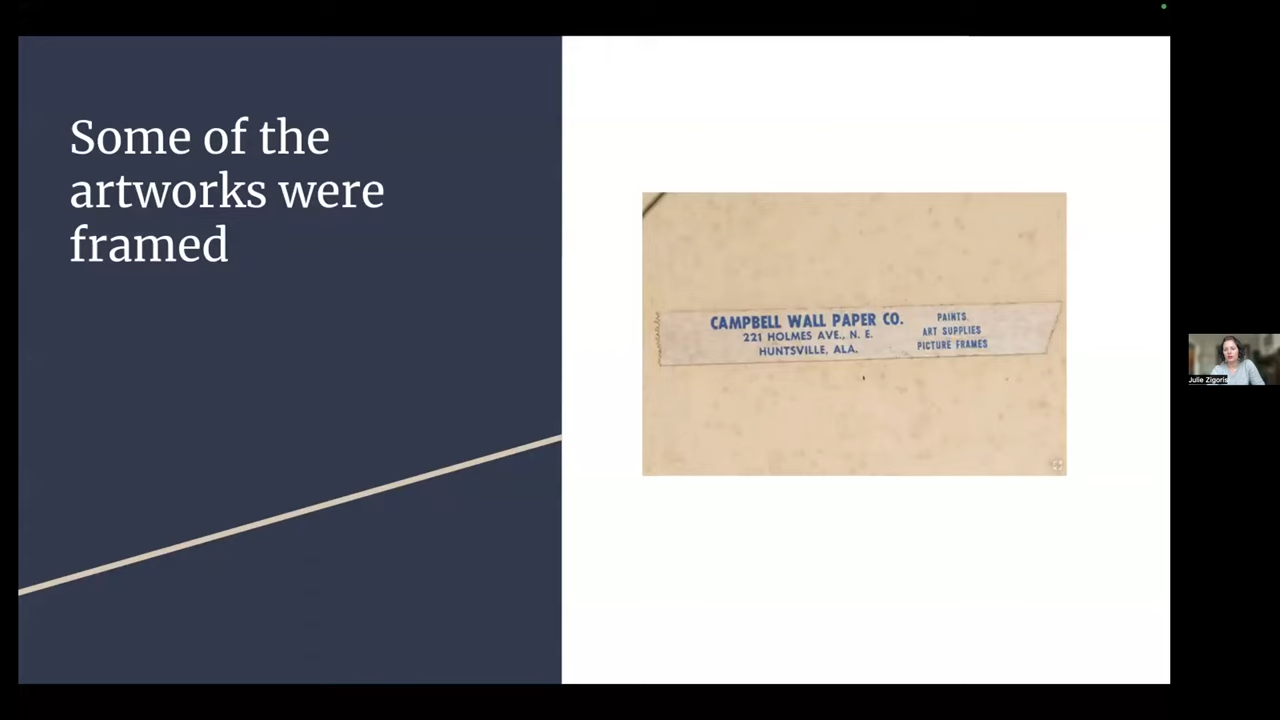 Some of the
artworks were
framed
CAMPBELL WALL PAPER CO.
221 HOLMES AVE., N. E.
HUNTSVILLE, ALA.
PAINTS
ART SUPPLIES
PICTURE FRAMES
Julie Zigoris